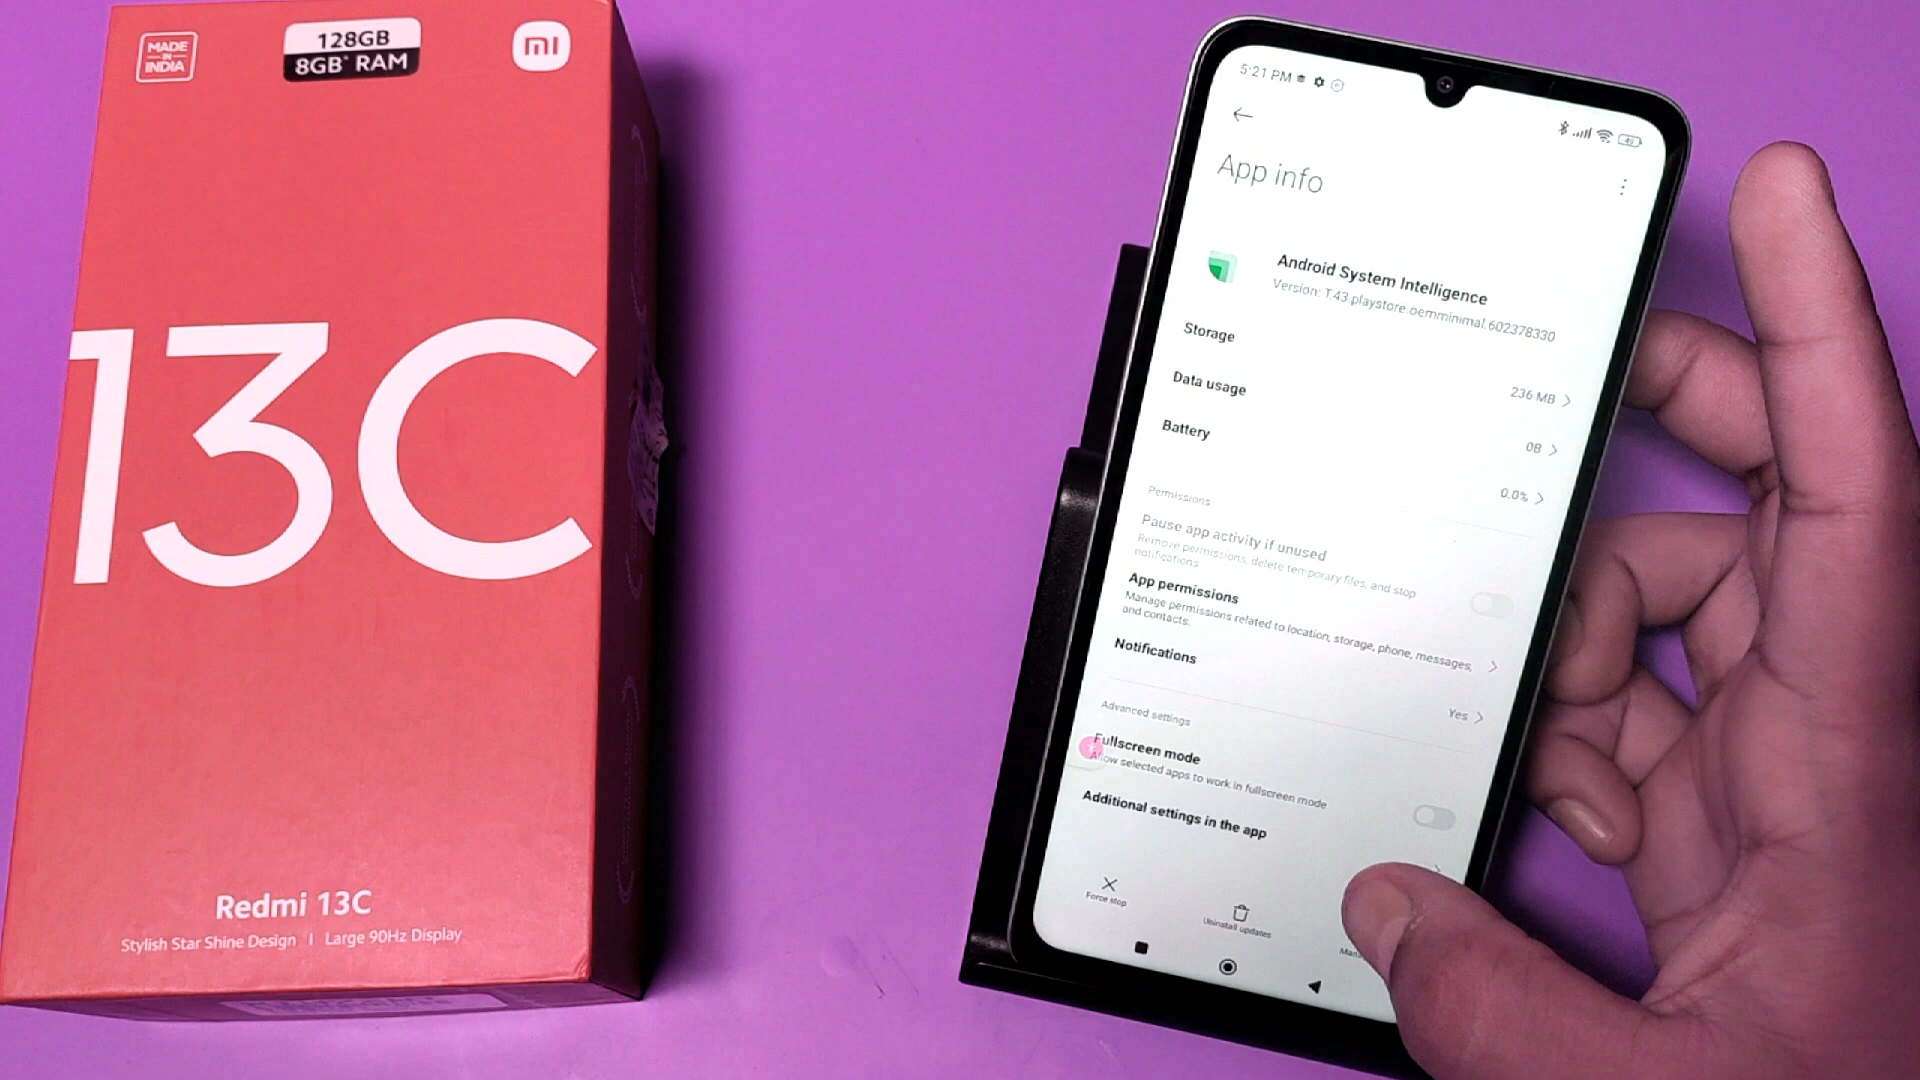 MADE
IN
INDIA
128GB
8GB* RAM
mi
13C
Redmi 13C
Stylish Star Shine Design | Large 90Hz Display
5:21 PM
App info
Android System Intelligence
Version: T.43.playstore.oemminimal.602378330
Storage
236 MB
Data usage
0B
Battery
0.0%
Permissions
Pause app activity if unused
Remove permissions, delete temporary files, and stop
notifications
App permissions
Manage permissions related to location, storage, phone, messages,
and contacts.
Notifications
Yes
Advanced settings
Fullscreen mode
Allow selected apps to work in fullscreen mode
Additional settings in the app
Force stop
Uninstall updates